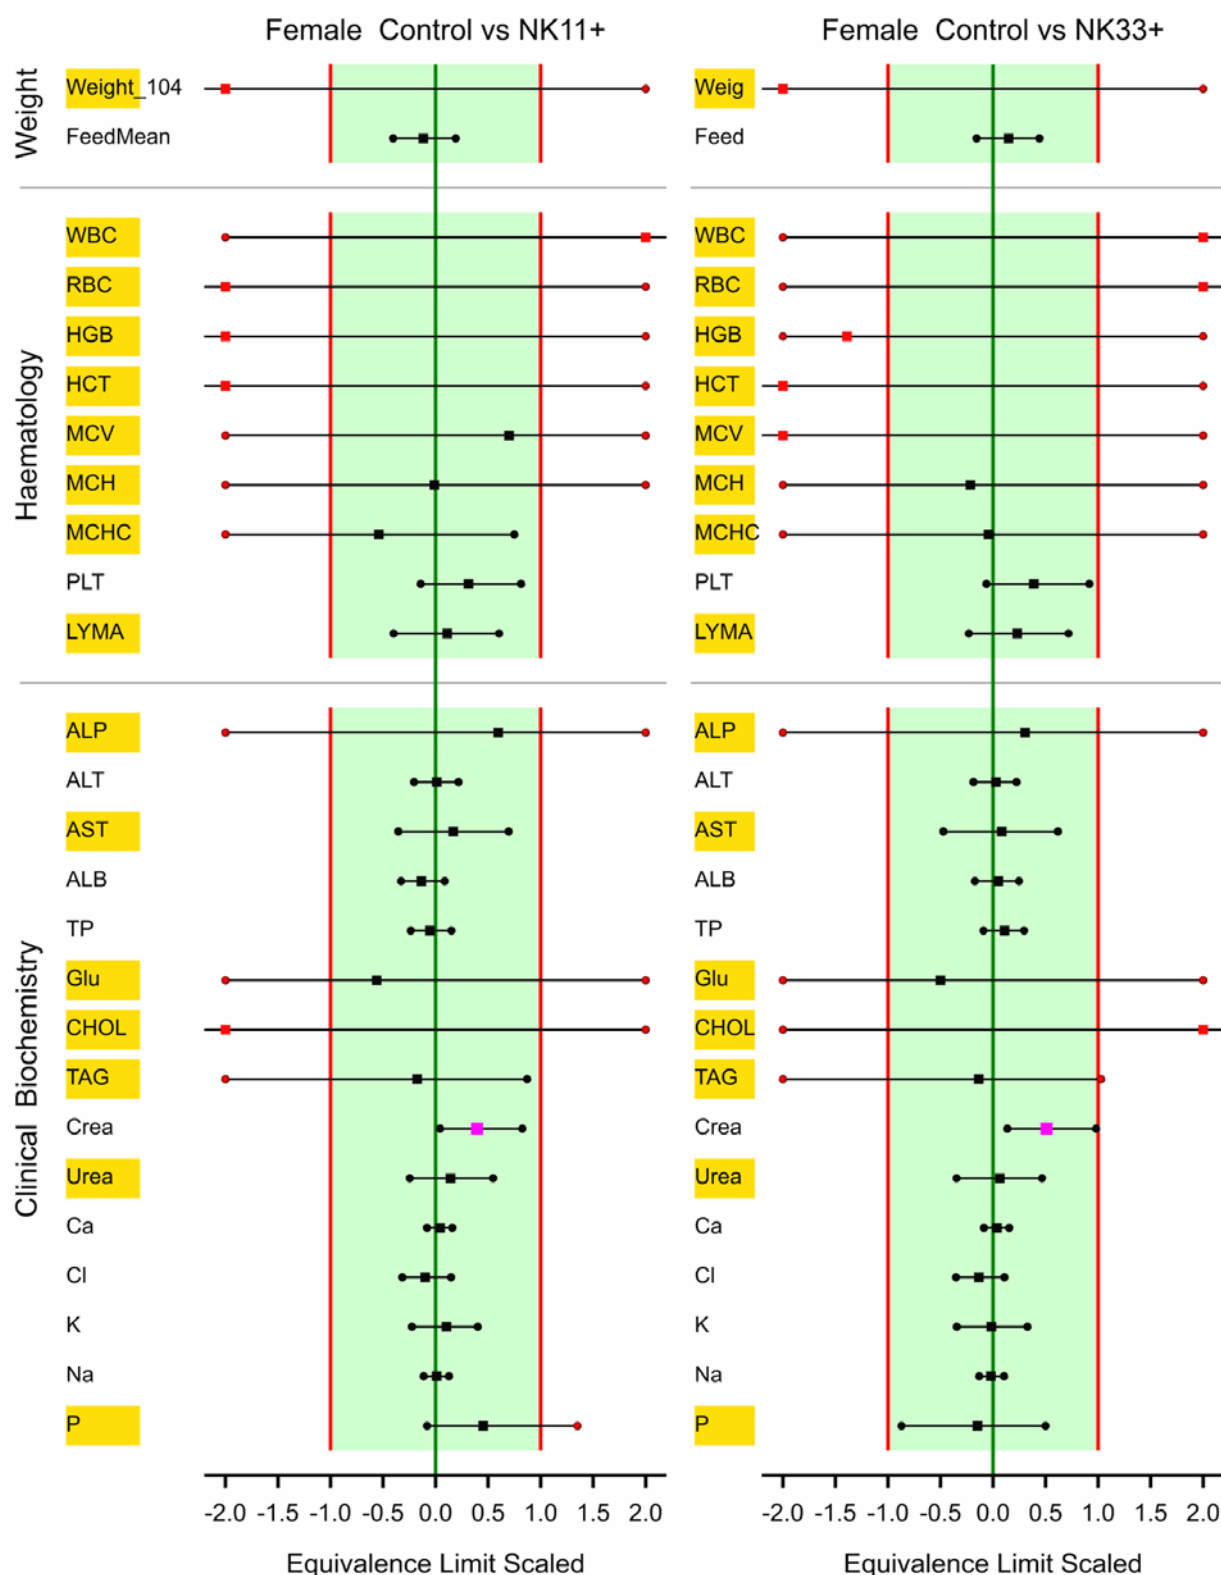 Female Control vs NK11+
Female Control vs NK33+
Weight
Weight_104
Weig
FeedMean
Feed
Haematology
WBC
WBC
RBC
RBC
HGB
HGB
HCT
HCT
MCV
MCV
MCH
MCH
MCHC
MCHC
PLT
PLT
LYMA
LYMA
Clinical Biochemistry
ALP
ALP
ALT
ALT
AST
AST
ALB
ALB
TP
TP
Glu
Glu
CHOL
CHOL
TAG
TAG
Crea
Crea
Urea
Urea
Ca
Ca
Cl
Cl
K
K
Na
Na
P
P
-2.0 -1.5 -1.0 -0.5 0.0 0.5 1.0 1.5 2.0
-2.0 -1.5 -1.0 -0.5 0.0 0.5 1.0 1.5 2.0
Equivalence Limit Scaled
Equivalence Limit Scaled